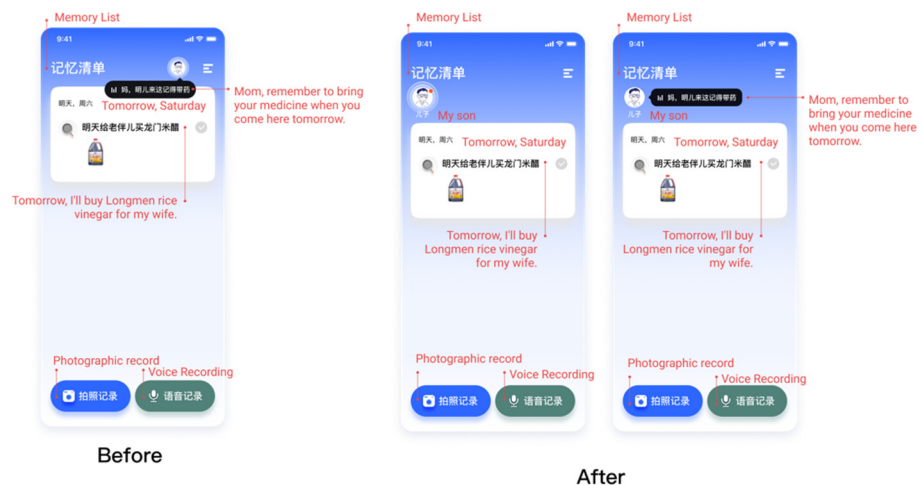 Memory List
9:41
记忆清单
妈，明儿来这记得带药
Mom, remember to bring
your medicine when you
come here tomorrow.
明天，周六
Tomorrow, Saturday
明天给老伴儿买龙门米醋
Tomorrow, I'll buy Longmen rice
vinegar for my wife.
Photographic record
Voice Recording
拍照记录
语音记录
Before
Memory List
9:41
记忆清单
儿子
My son
明天，周六
Tomorrow, Saturday
明天给老伴儿买龙门米醋
Tomorrow, I'll buy
Longmen rice vinegar
for my wife.
Photographic record
Voice Recording
拍照记录
语音记录
Memory List
9:41
记忆清单
妈，明儿来这记得带药
Mom, remember to
bring your medicine
when you come here
tomorrow.
儿子
My son
明天，周六
Tomorrow, Saturday
明天给老伴儿买龙门米醋
Tomorrow, I'll buy
Longmen rice vinegar for
my wife.
Photographic record
Voice Recording
拍照记录
语音记录
After